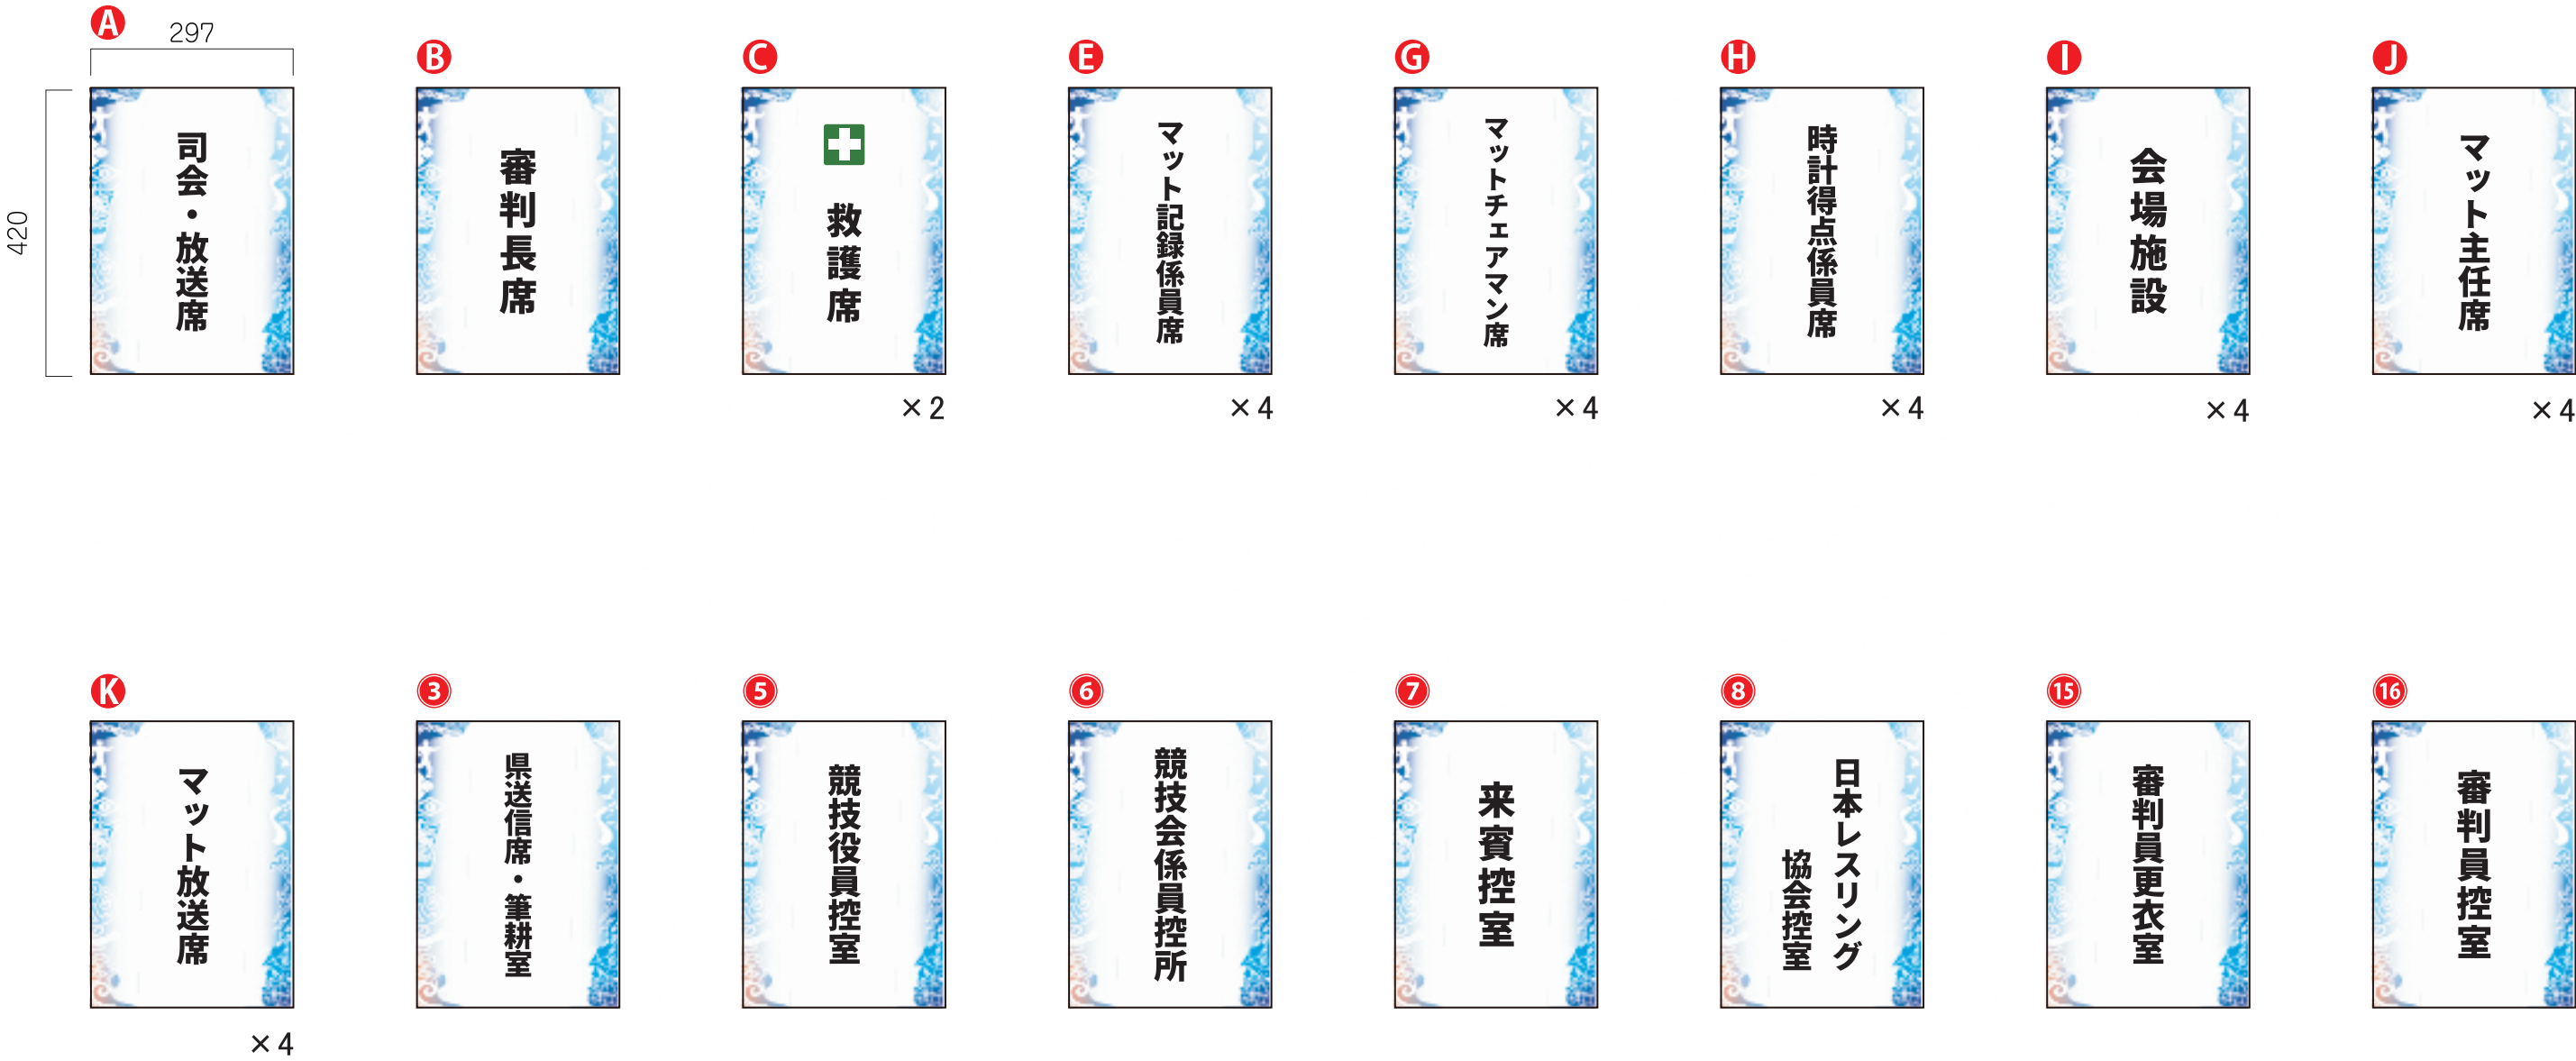 A
297
420
司会・放送席
B
審判長席
C
救護席
×2
E
マット記録係員席
×4
G
マットチェアマン席
×4
H
時計得点係員席
×4
I
会場施設
×4
J
マット主任席
×4
K
マット放送席
×4
3
県送信席・筆耕室
5
競技役員控室
6
競技会係員控所
7
来賓控室
8
日本レスリング
協会控室
15
審判員更衣室
16
審判員控室